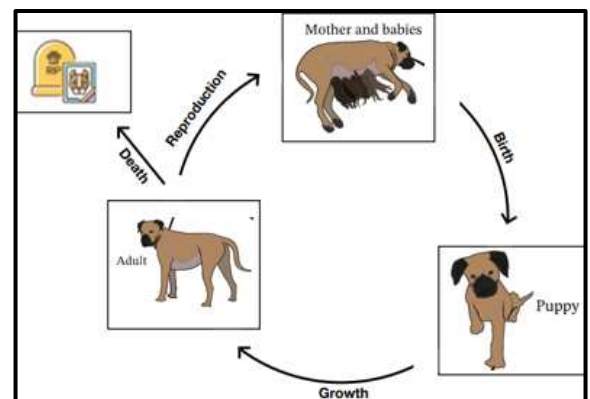 Mother and babies
Reproduction
Death
Birth
Adult
Puppy
Growth